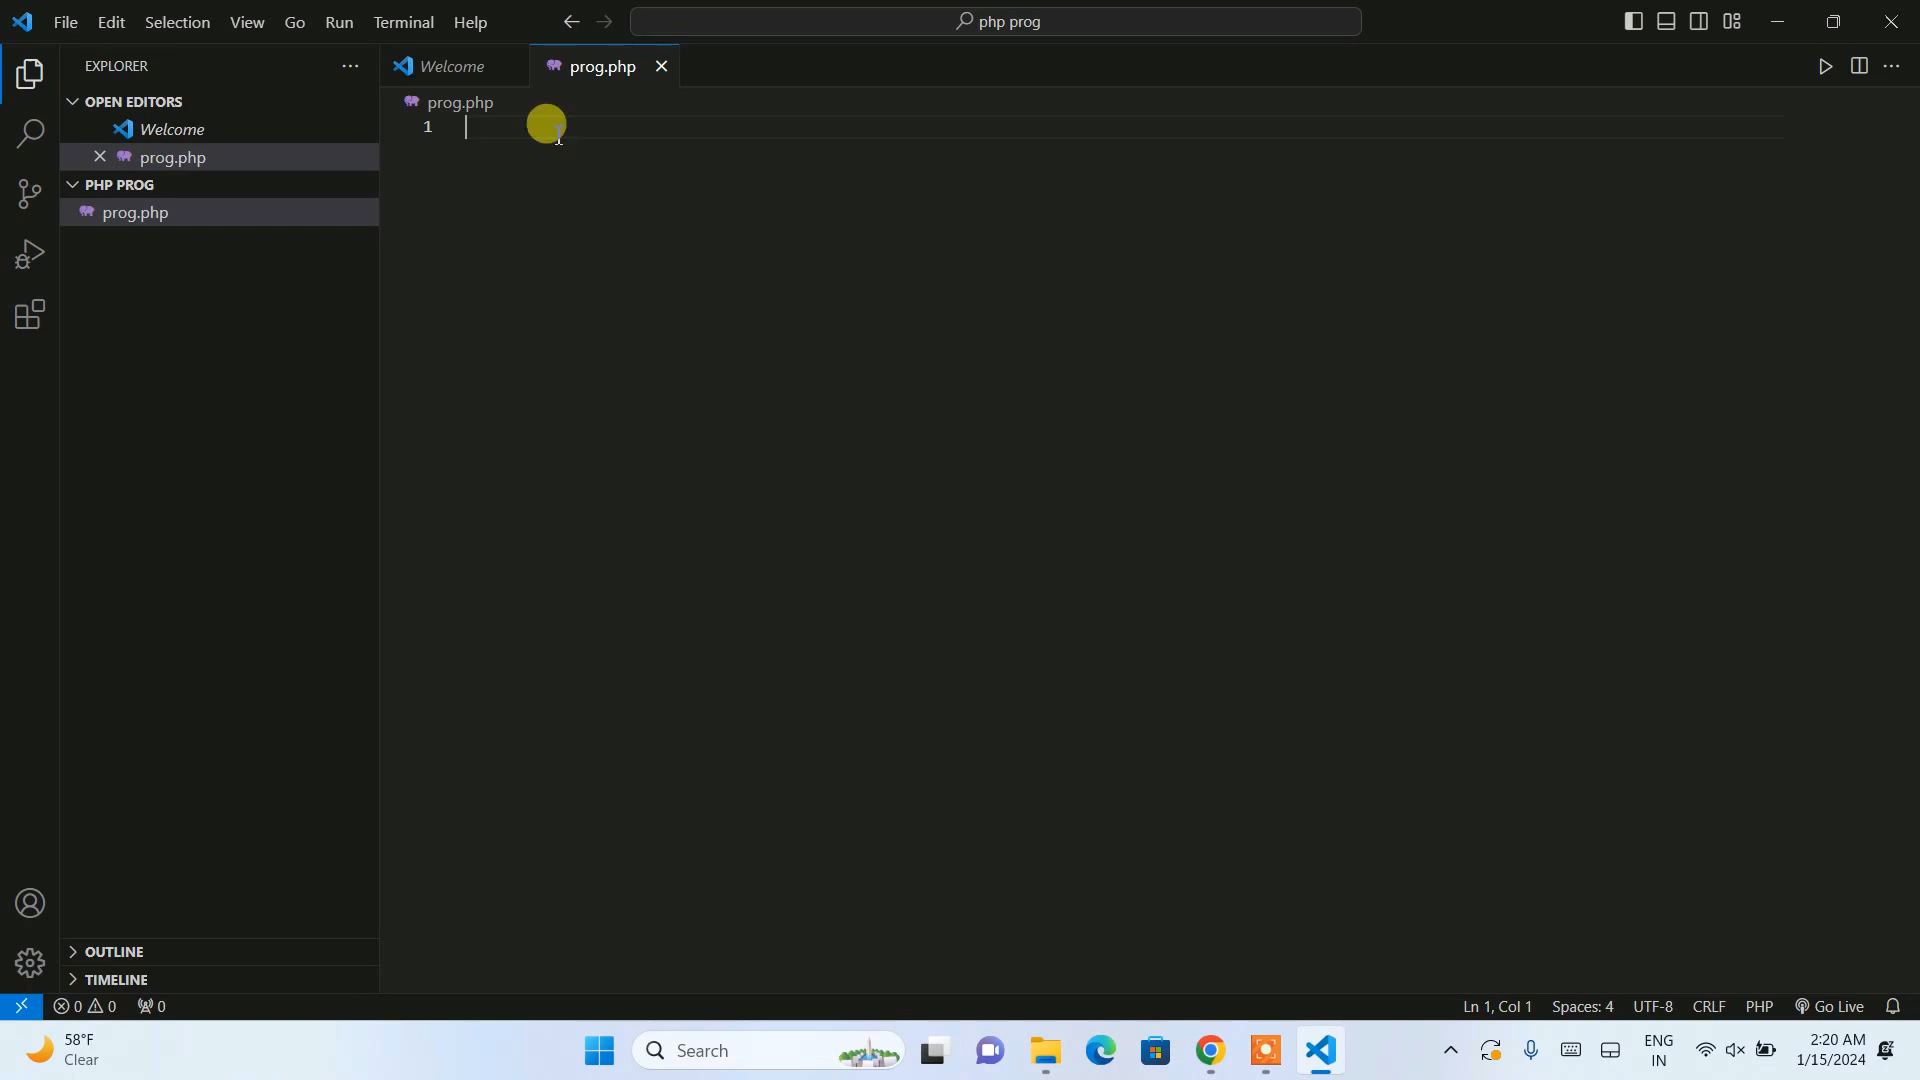 File Edit Selection View Go Run Terminal Help
php prog
EXPLORER
Welcome
prog.php
OPEN EDITORS
prog.php
Welcome
1
prog.php
PHP PROG
prog.php
OUTLINE
TIMELINE
0 0 0
Ln 1, Col 1 Spaces: 4 UTF-8 CRLF PHP Go Live
58°F
Clear
Search
ENG
IN
2:20 AM
1/15/2024